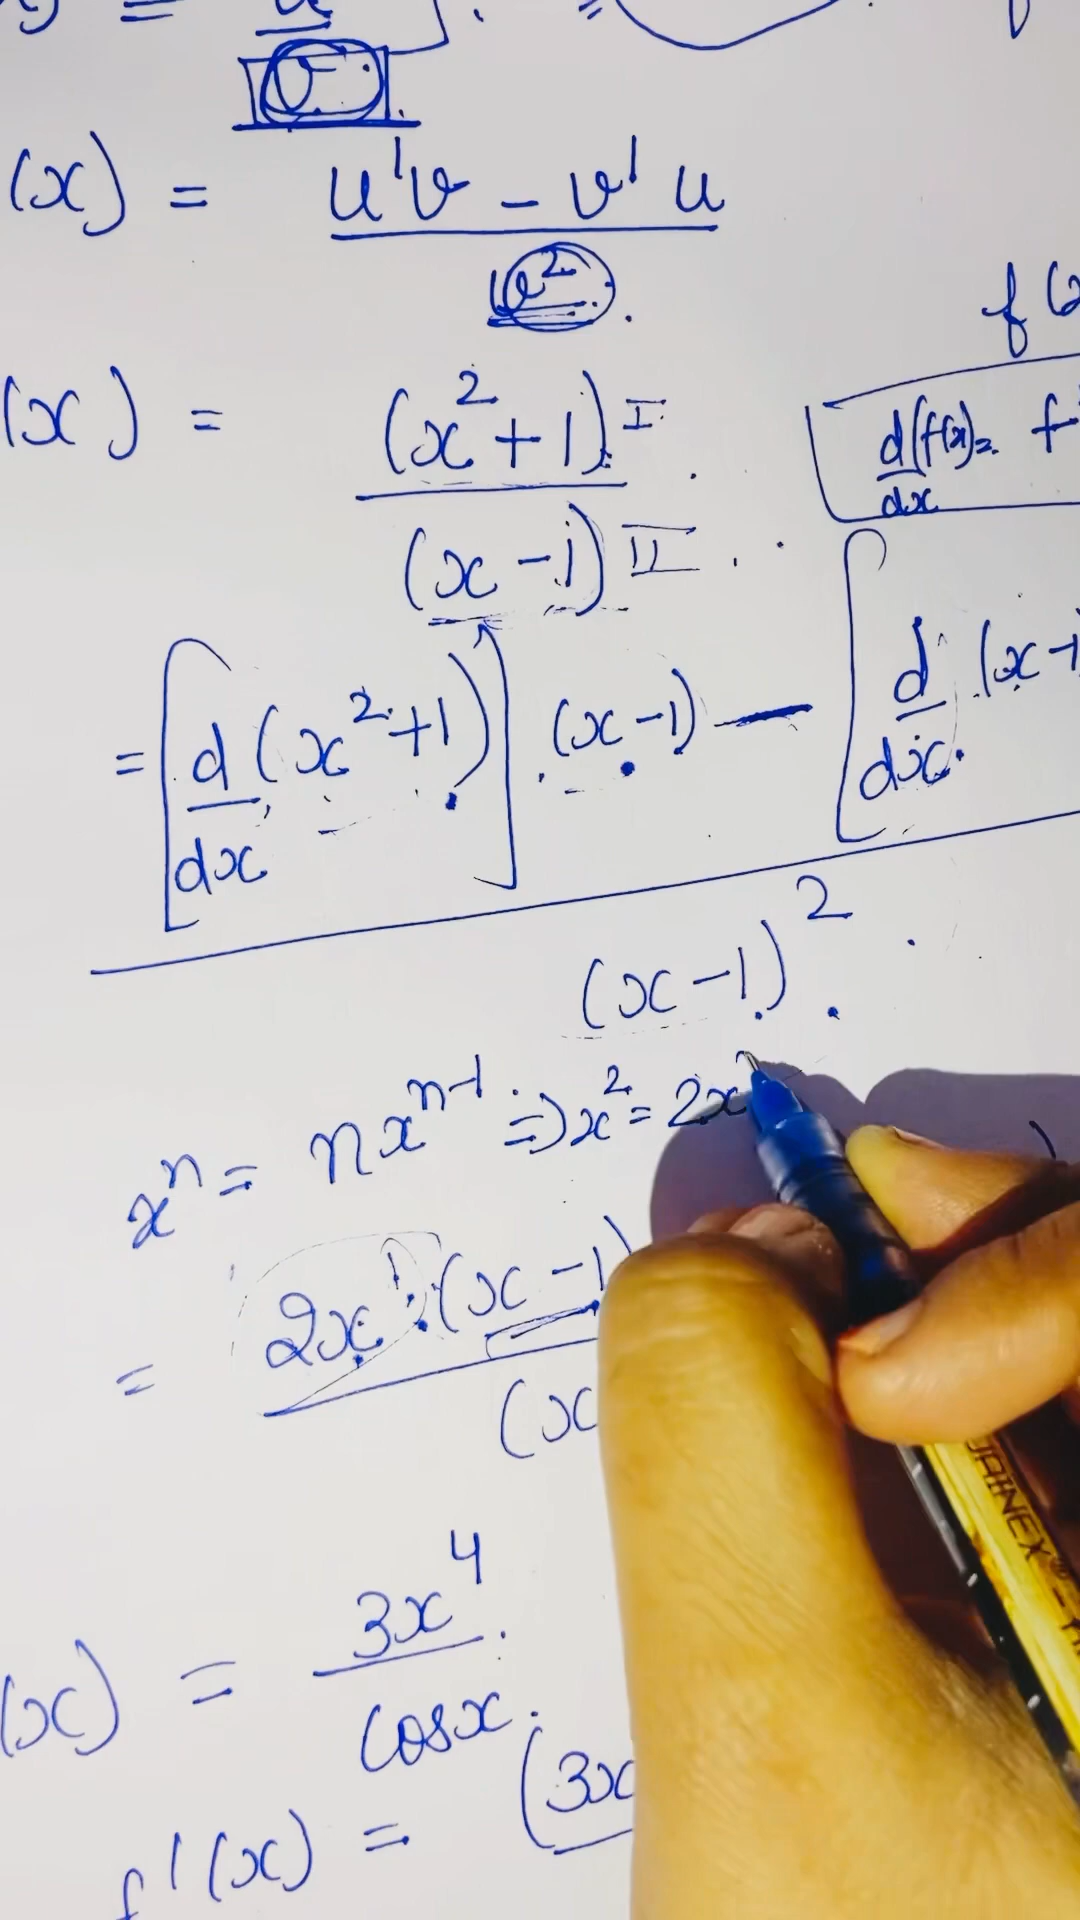 (x) = u'v - v' u
v²
(x) = (x²+1) I
(x-1) II
f(
d/dx (f(x) =
= [d/dx (x²+1)] (x-1) — [d/dx (x-1
(x-1)²
xⁿ = nxⁿ⁻¹ ⇒ x² = 2x
= 2x¹ · (x-1)
(x
(x) = 3x⁴
cosx
f'(x) = (3x